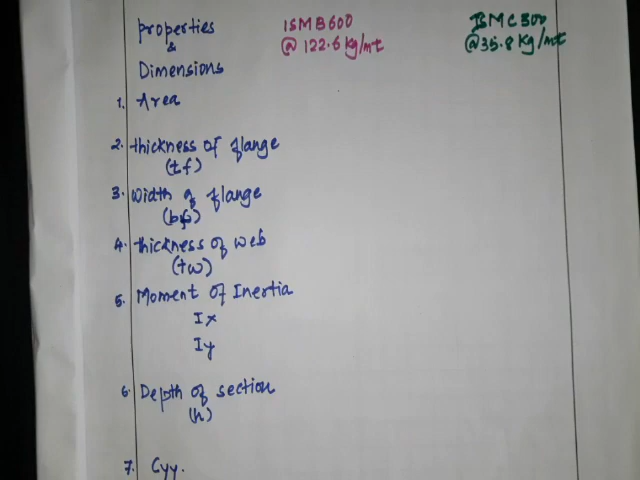 properties ISMB600 ISMC300
& @ 122.6 kg/mt @35.8 kg/mt
Dimensions
1. Area
2. thickness of flange
(tf)
3. Width of flange
(bf)
4. thickness of web
(tw)
5. Moment of Inertia
Ix
Iy
6. Depth of section
(h)
7. Cyy.